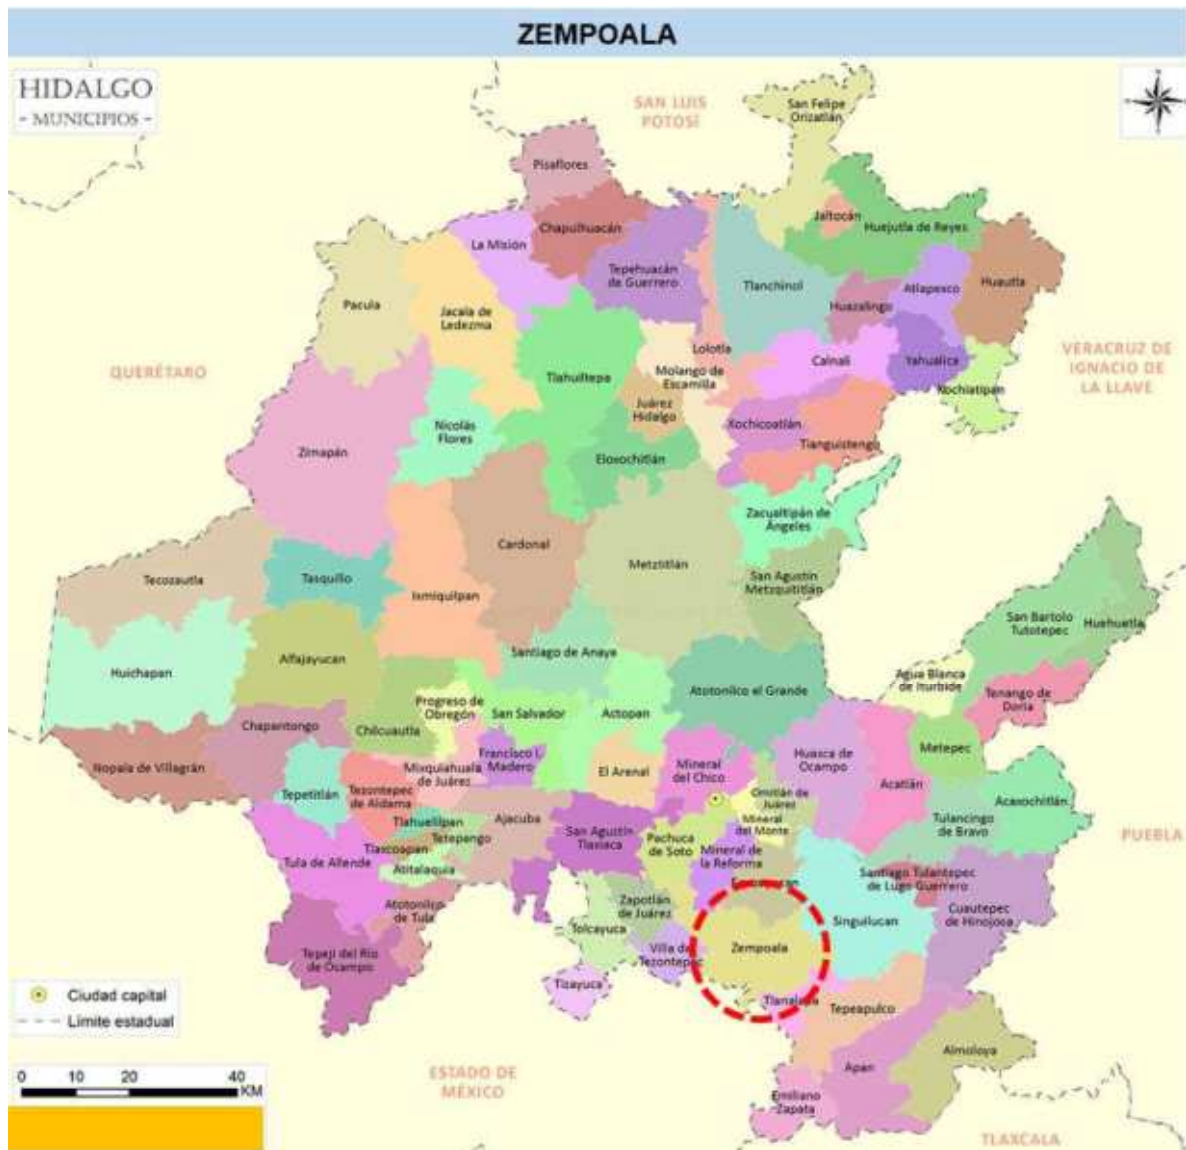 ZEMPOALA
HIDALGO
- MUNICIPIOS -
SAN LUIS
POTOSÍ
San Felipe
Orizatlán
Pisaflores
Chapulhuacán
La Misión
Jaltocán
Huejutla de Reyes
Tepehuacán
de Guerrero
Tlanchinol
Atlapexco
Huautla
Huazalingo
Pacula
Jacala de
Ledezma
QUERÉTARO
Lolotla
Calnali
Yahualica
VERACRUZ DE
IGNACIO DE
LA LLAVE
Tlahuiltepa
Molango de
Escamilla
Xochiatipan
Juárez
Hidalgo
Nicolás
Flores
Xochicoatlán
Tianguistengo
Zimapán
Eloxochitlán
Zacualtipán de
Ángeles
Cardonal
Metztitlán
Tecozautla
Tasquillo
Ixmiquilpan
San Agustín
Metzquititlán
San Bartolo
Tutotepec
Huehuetla
Santiago de Anaya
Alfajayucan
Huichapan
Agua Blanca
de Iturbide
Atotonilco el Grande
Tenango de
Doria
Progreso de
Obregón
San Salvador
Actopan
Chapantongo
Chilcuautla
Metepec
Francisco I.
Madero
Huasca de
Ocampo
Nopala de Villagrán
Mixquiahuala
de Juárez
El Arenal
Mineral
del Chico
Acatlán
Tepetitlán
Tezontepec
de Aldama
Omitlán de
Juárez
Acaxochitlán
Tlahuelilpan
Ajacuba
Tulancingo
de Bravo
Mineral
del Monte
San Agustín
Tlaxiaca
Pachuca
de Soto
PUEBLA
Tetepango
Tlaxcoapan
Tula de Allende
Atitalaquia
Mineral de
la Reforma
Santiago Tulantepec
de Lugo Guerrero
Zapotlán
de Juárez
Atotonilco
de Tula
Cuautepec
de Hinojosa
Singuilucan
Tolcayuca
Villa de
Tezontepec
Zempoala
Tepeji del Río
de Ocampo
Tizayuca
Tlanalapa
Tepeapulco
Ciudad capital
Límite estadual
Almoloya
Apan
ESTADO DE
MÉXICO
0 10 20 40
KM
Emiliano
Zapata
TLAXCALA